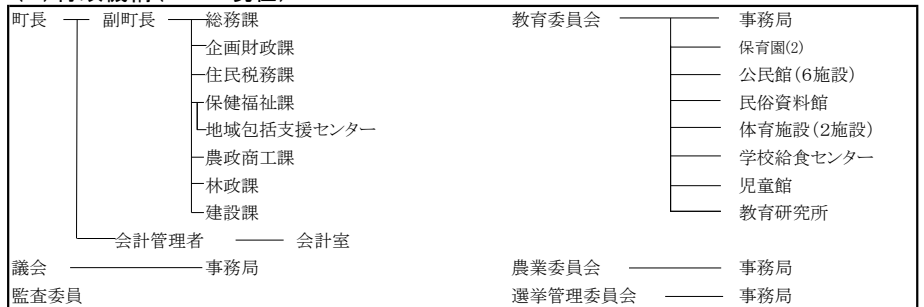 町長 副町長 総務課
企画財政課
住民税務課
保健福祉課
地域包括支援センター
農政商工課
林政課
建設課
会計管理者 会計室
議会 事務局
監査委員
教育委員会 事務局
保育園(2)
公民館(6施設)
民俗資料館
体育施設(2施設)
学校給食センター
児童館
教育研究所
農業委員会 事務局
選挙管理委員会 事務局